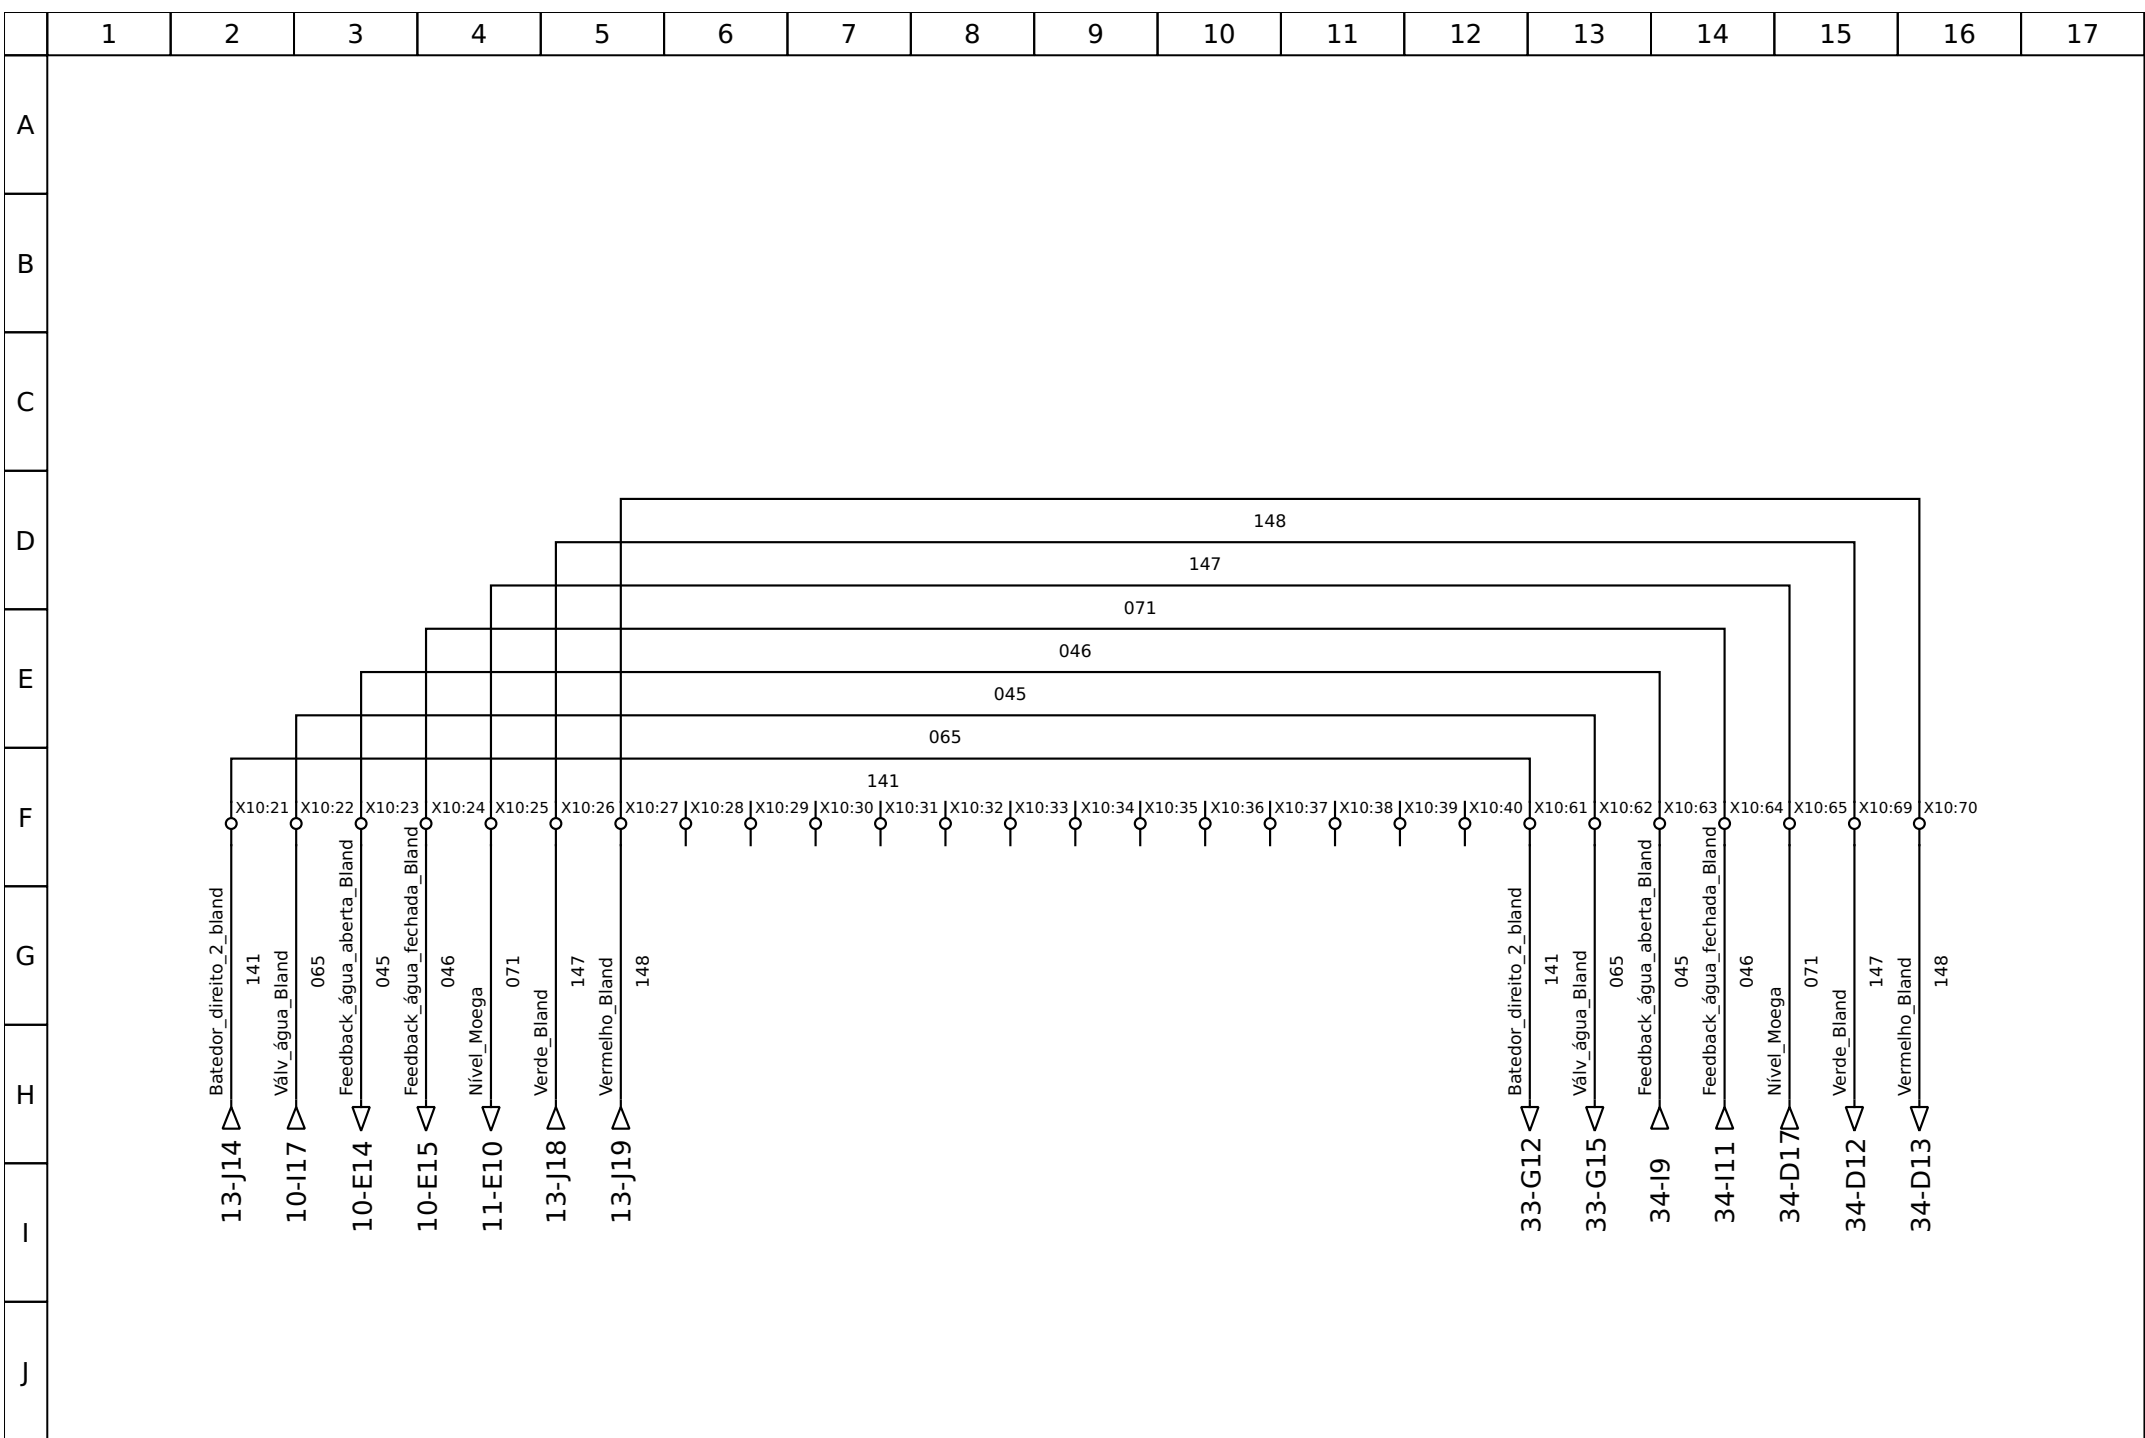 1 2 3 4 5 6 7 8 9 10 11 12 13 14 15 16 17
A
B
C
D
148
147
071
E
046
045
065
141
F
X10:21 X10:22 X10:23 X10:24 X10:25 X10:26 X10:27 X10:28 X10:29 X10:30 X10:31 X10:32 X10:33 X10:34 X10:35 X10:36 X10:37 X10:38 X10:39 X10:40 X10:61 X10:62 X10:63 X10:64 X10:65 X10:69 X10:70
G
Batedor_direito_2_bland
141
Válv_água_Bland
065
Feedback_água_aberta_Bland
045
Feedback_água_fechada_Bland
046
Nível_Moega
071
Verde_Bland
147
Vermelho_Bland
148
Batedor_direito_2_bland
141
Válv_água_Bland
065
Feedback_água_aberta_Bland
045
Feedback_água_fechada_Bland
046
Nível_Moega
071
Verde_Bland
147
Vermelho_Bland
148
H
13-J14
10-I17
10-E14
10-E15
11-E10
13-J18
13-J19
33-G12
33-G15
34-I9
34-I11
34-D17
34-D12
34-D13
I
J